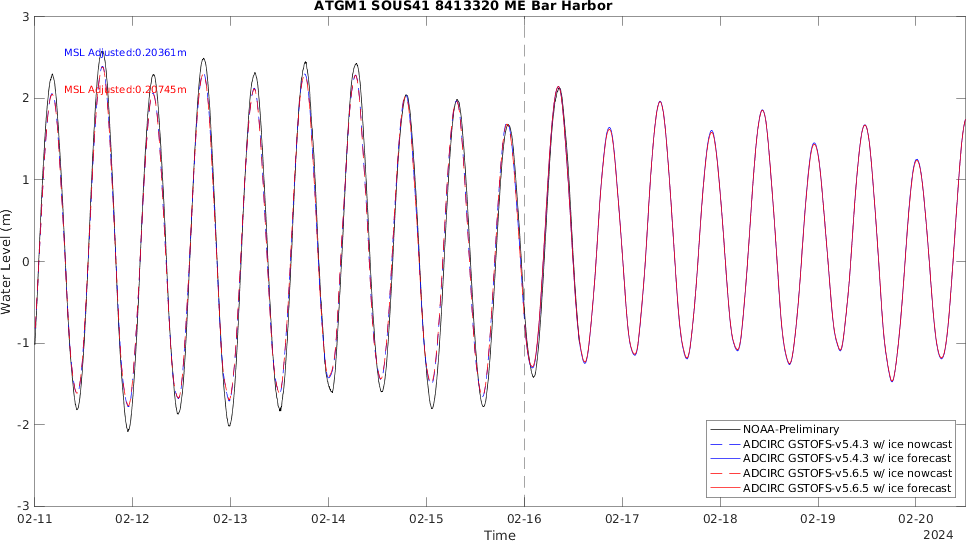 ATGM1 SOUS41 8413320 ME Bar Harbor
3
2
1
0
-1
-2
-3
Water Level (m)
MSL Adjusted:0.20361m
MSL Adjusted:0.20745m
NOAA-Preliminary
ADCIRC GSTOFS-v5.4.3 w/ ice nowcast
ADCIRC GSTOFS-v5.4.3 w/ ice forecast
ADCIRC GSTOFS-v5.6.5 w/ ice nowcast
ADCIRC GSTOFS-v5.6.5 w/ ice forecast
02-11 02-12 02-13 02-14 02-15 02-16 02-17 02-18 02-19 02-20
Time
2024